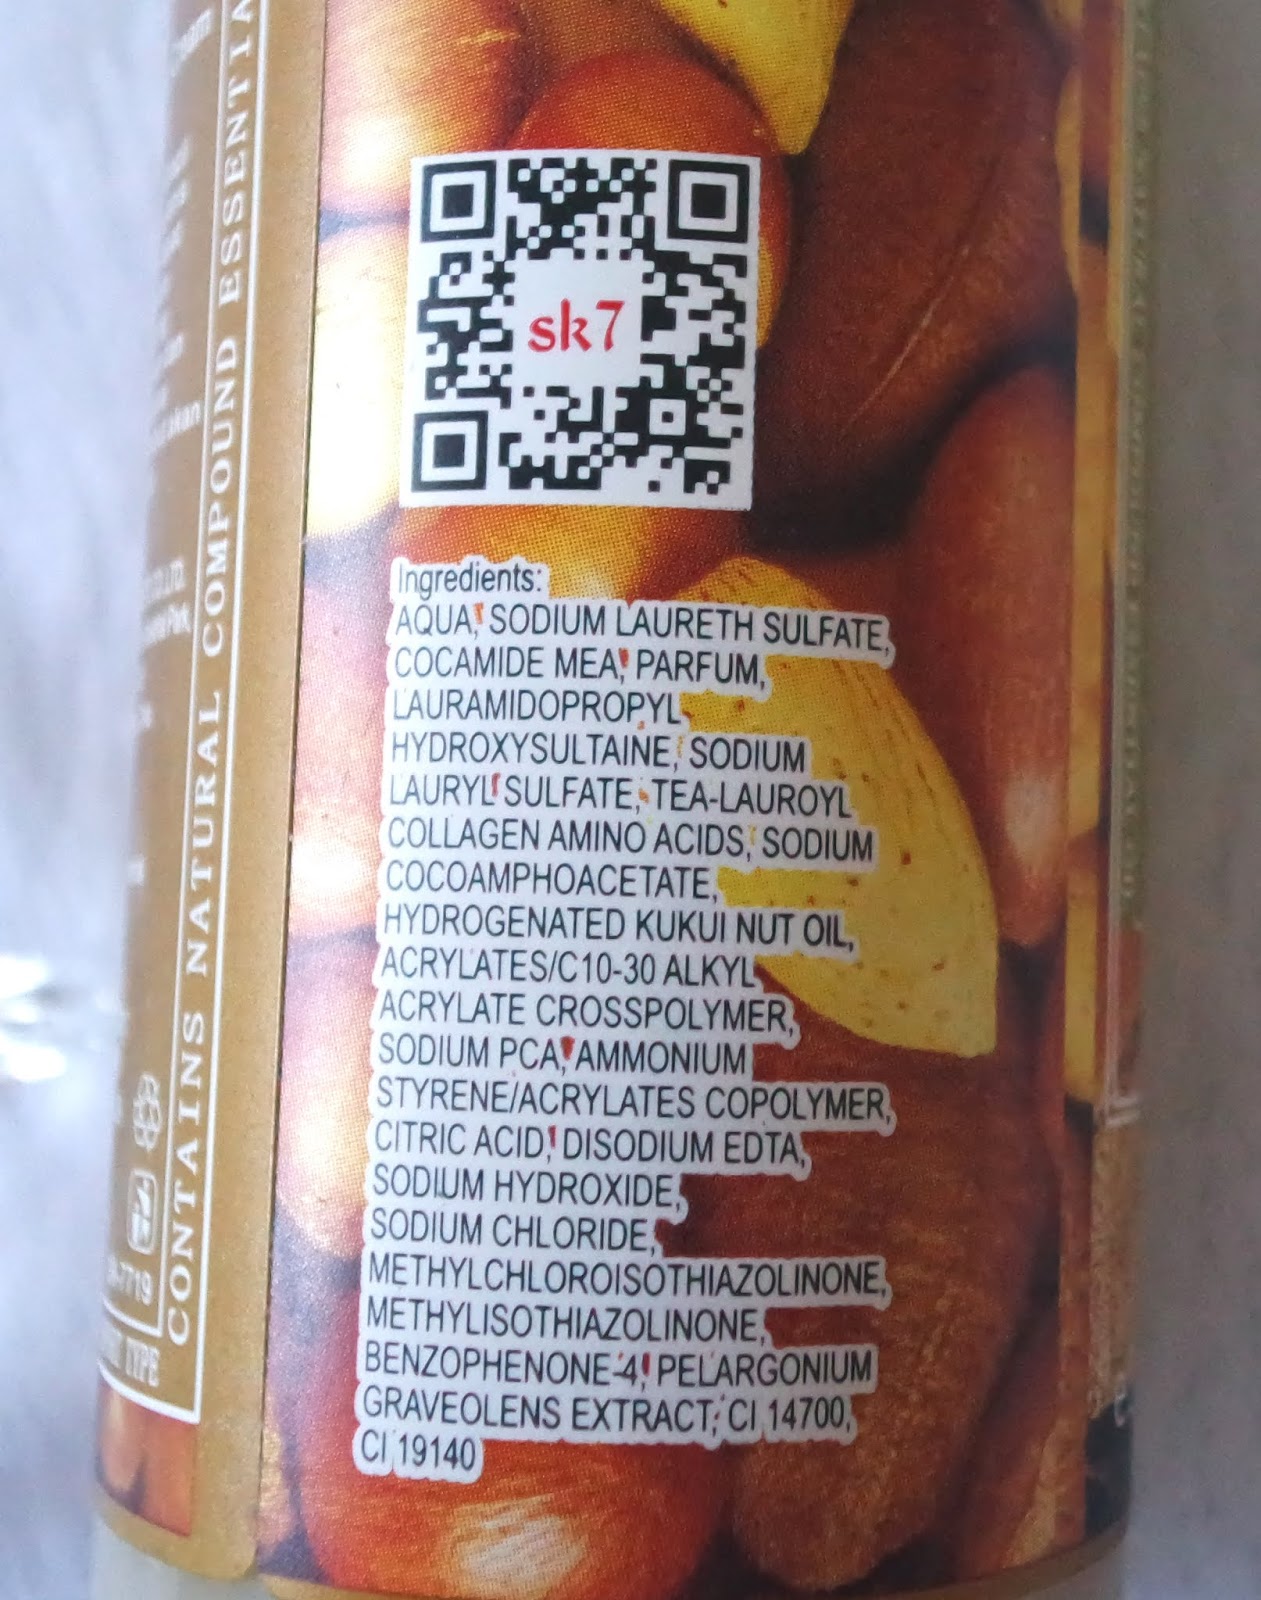 CONTAINS NATURAL COMPOUND ESSENTIA
TYPE
sk7
Ingredients:
AQUA, SODIUM LAURETH SULFATE,
COCAMIDE MEA, PARFUM,
LAURAMIDOPROPYL
HYDROXYSULTAINE, SODIUM
LAURYL SULFATE, TEA-LAUROYL
COLLAGEN AMINO ACIDS, SODIUM
COCOAMPHOACETATE,
HYDROGENATED KUKUI NUT OIL,
ACRYLATES/C10-30 ALKYL
ACRYLATE CROSSPOLYMER,
SODIUM PCA, AMMONIUM
STYRENE/ACRYLATES COPOLYMER,
CITRIC ACID, DISODIUM EDTA,
SODIUM HYDROXIDE,
SODIUM CHLORIDE,
METHYLCHLOROISOTHIAZOLINONE,
METHYLISOTHIAZOLINONE,
BENZOPHENONE-4, PELARGONIUM
GRAVEOLENS EXTRACT, CI 14700,
CI 19140